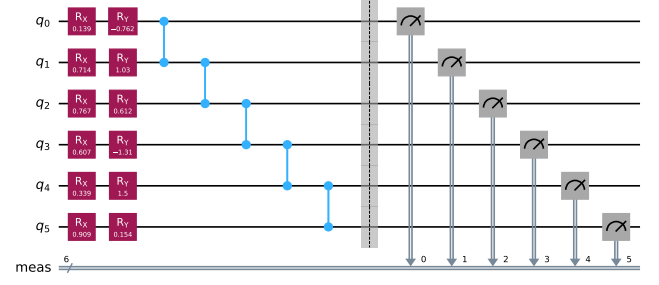 q0 RX 0.139 RY −0.762
q1 RX 0.714 RY 1.03
q2 RX 0.767 RY 0.612
q3 RX 0.607 RY −1.31
q4 RX 0.339 RY 1.5
q5 RX 0.909 RY 0.154
meas 6 0 1 2 3 4 5